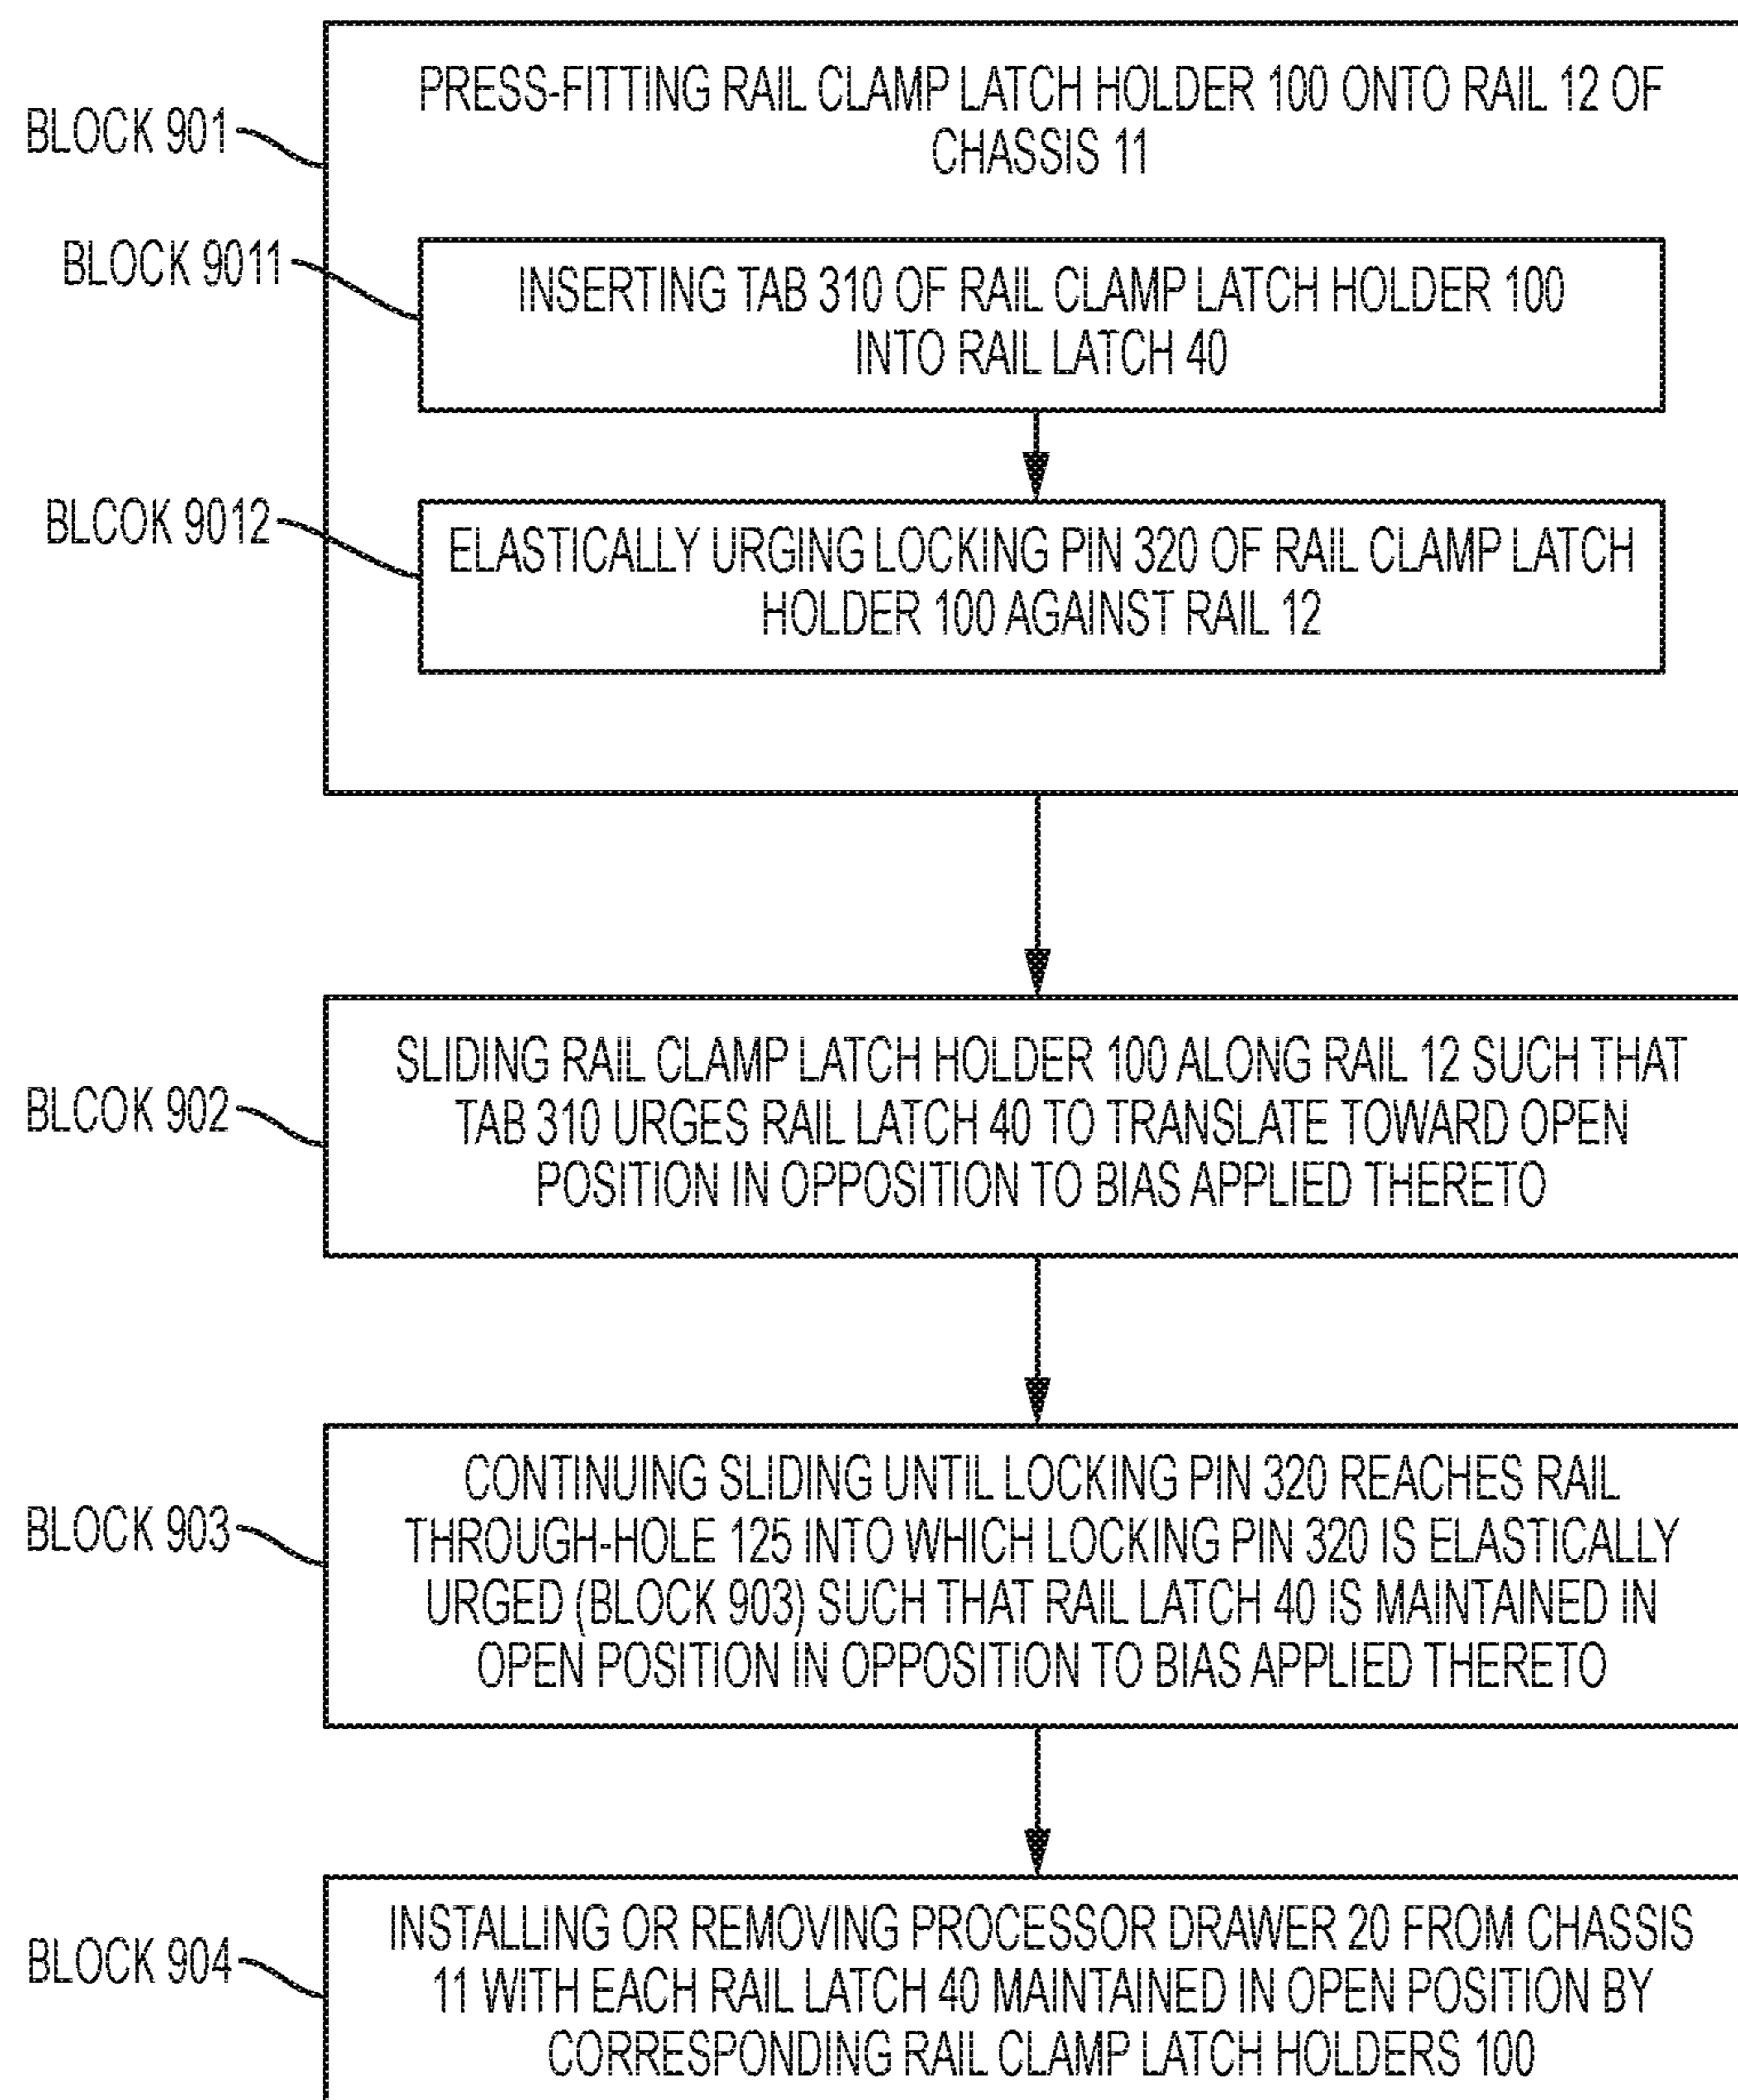 BLOCK 901
PRESS-FITTING RAIL CLAMP LATCH HOLDER 100 ONTO RAIL 12 OF
CHASSIS 11
BLOCK 9011
INSERTING TAB 310 OF RAIL CLAMP LATCH HOLDER 100
INTO RAIL LATCH 40
BLCOK 9012
ELASTICALLY URGING LOCKING PIN 320 OF RAIL CLAMP LATCH
HOLDER 100 AGAINST RAIL 12
BLCOK 902
SLIDING RAIL CLAMP LATCH HOLDER 100 ALONG RAIL 12 SUCH THAT
TAB 310 URGES RAIL LATCH 40 TO TRANSLATE TOWARD OPEN
POSITION IN OPPOSITION TO BIAS APPLIED THERETO
BLOCK 903
CONTINUING SLIDING UNTIL LOCKING PIN 320 REACHES RAIL
THROUGH-HOLE 125 INTO WHICH LOCKING PIN 320 IS ELASTICALLY
URGED (BLOCK 903) SUCH THAT RAIL LATCH 40 IS MAINTAINED IN
OPEN POSITION IN OPPOSITION TO BIAS APPLIED THERETO
BLOCK 904
INSTALLING OR REMOVING PROCESSOR DRAWER 20 FROM CHASSIS
11 WITH EACH RAIL LATCH 40 MAINTAINED IN OPEN POSITION BY
CORRESPONDING RAIL CLAMP LATCH HOLDERS 100